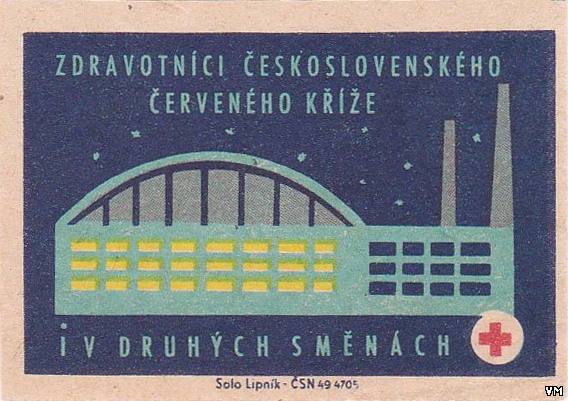 ZDRAVOTNÍCI ČESKOSLOVENSKÉHO
ČERVENÉHO KŘÍŽE
i V DRUHÝCH SMĚNÁCH
Solo Lipník - ČSN 49 4705
VM